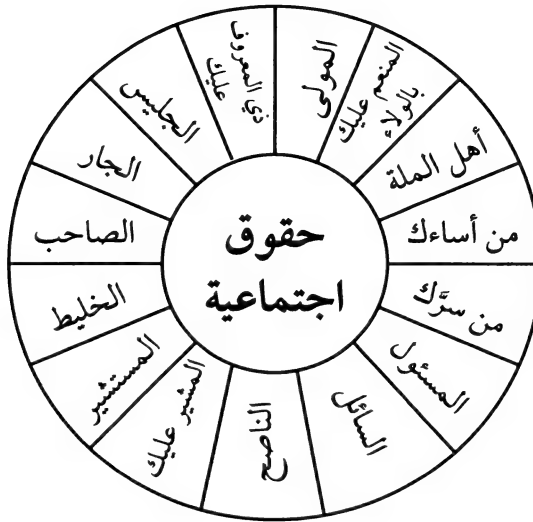 حقوق
اجتماعية
المنعم عليك
بالولاء
المولى
ذي المعروف
عليك
الجليس
الجار
الصاحب
الخليط
المستشير
المشير عليك
الناصح
السائل
المسئول
من سرَّك
من أساءك
أهل الملة